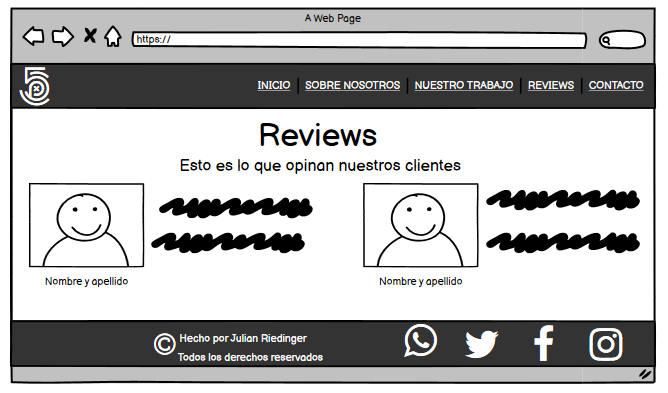 A Web Page
https://
INICIO | SOBRE NOSOTROS | NUESTRO TRABAJO | REVIEWS | CONTACTO
Reviews
Esto es lo que opinan nuestros clientes
Nombre y apellido
Nombre y apellido
© Hecho por Julian Riedinger
Todos los derechos reservados